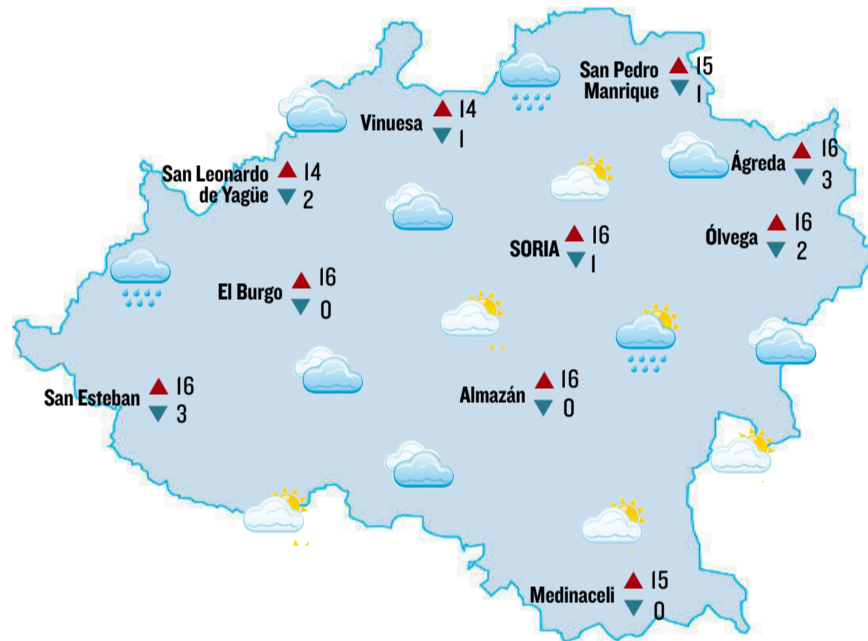 San Pedro
Manrique
15
1
Vinuesa
14
1
San Leonardo
de Yagüe
14
2
Ágreda
16
3
Ólvega
16
2
SORIA
16
1
El Burgo
16
0
San Esteban
16
3
Almazán
16
0
Medinaceli
15
0